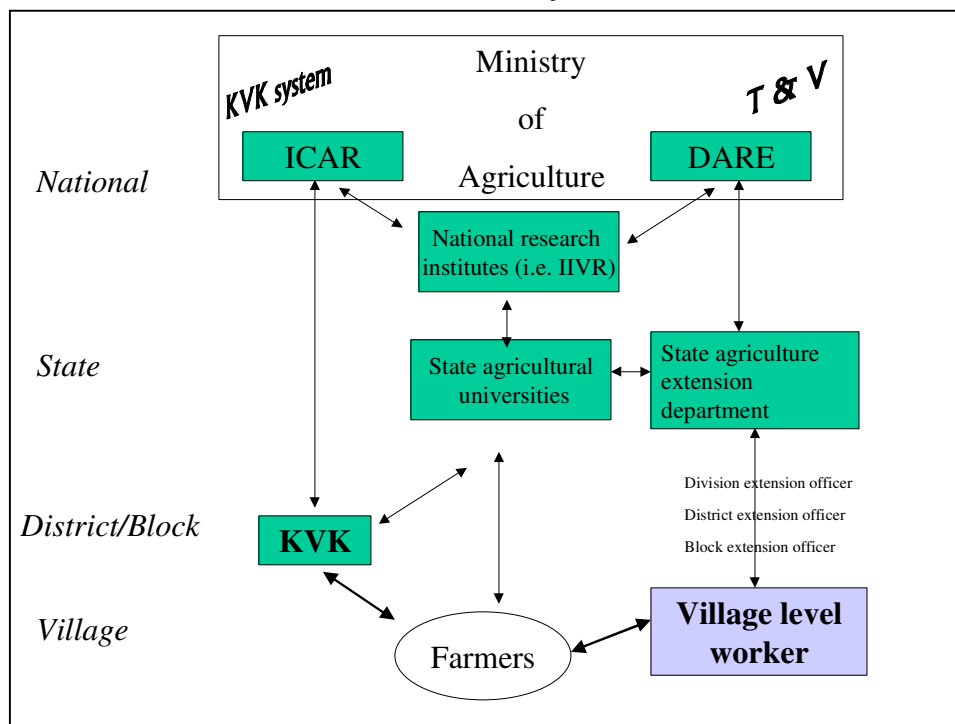 KVK system
Ministry
of
Agriculture
T & V
ICAR
DARE
National
National research
institutes (i.e. IIVR)
State
State agricultural
universities
State agriculture
extension
department
Division extension officer
District extension officer
Block extension officer
District/Block
KVK
Village
Farmers
Village level
worker